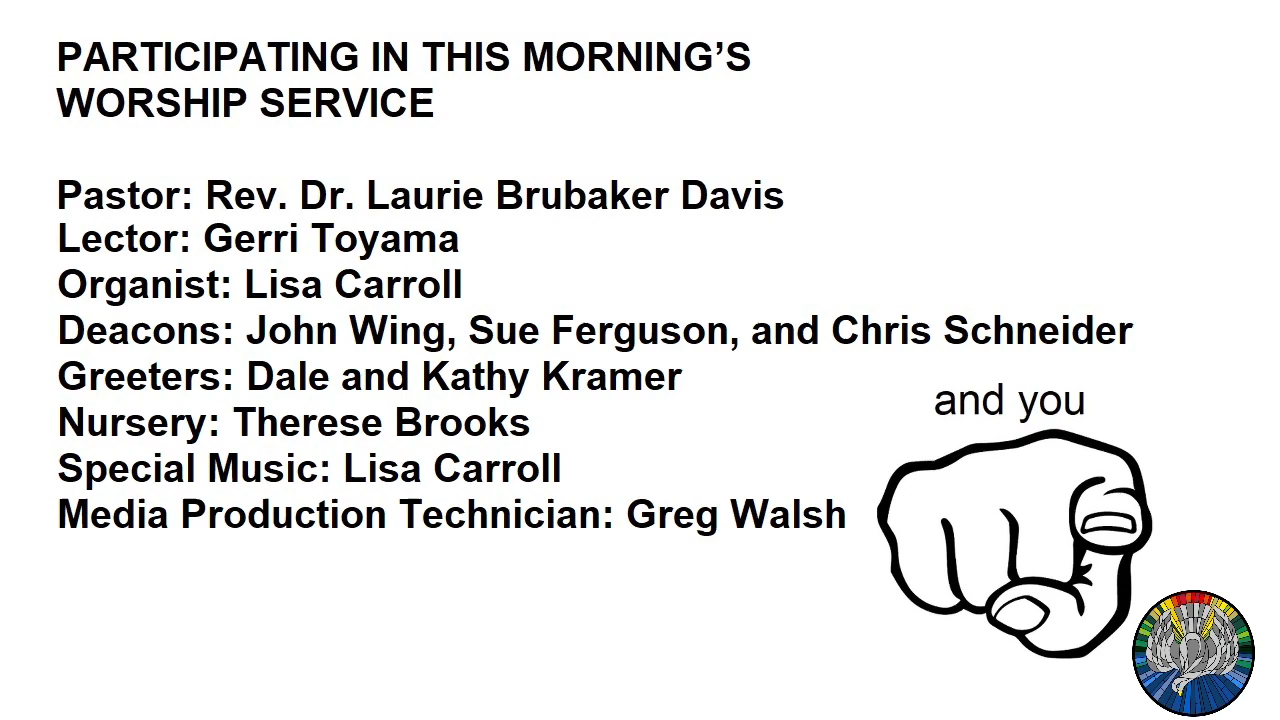 PARTICIPATING IN THIS MORNING’S
WORSHIP SERVICE
Pastor: Rev. Dr. Laurie Brubaker Davis
Lector: Gerri Toyama
Organist: Lisa Carroll
Deacons: John Wing, Sue Ferguson, and Chris Schneider
Greeters: Dale and Kathy Kramer
Nursery: Therese Brooks
Special Music: Lisa Carroll
Media Production Technician: Greg Walsh
and you